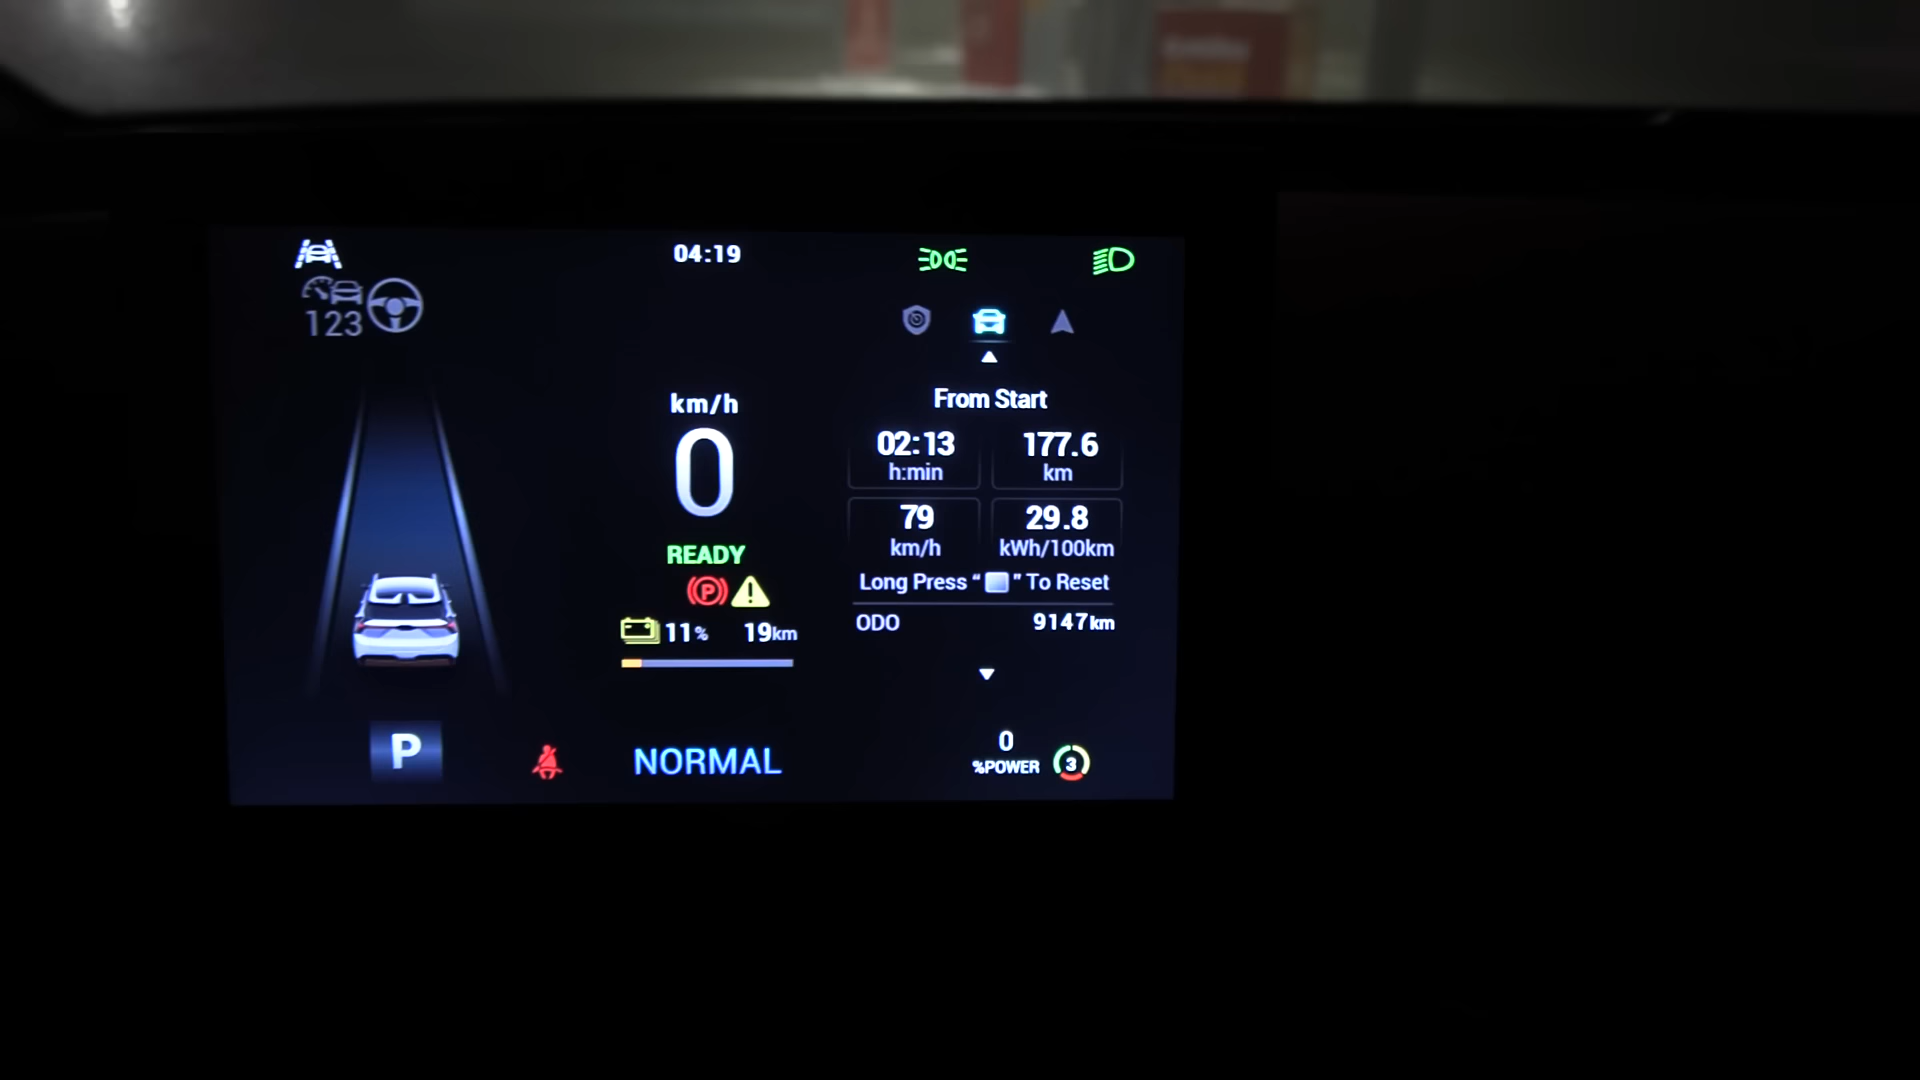 04:19
123
km/h
0
READY
P
11% 19km
From Start
02:13 177.6
h:min km
79 29.8
km/h kWh/100km
Long Press “ ” To Reset
ODO 9147km
P
NORMAL
0
%POWER 3